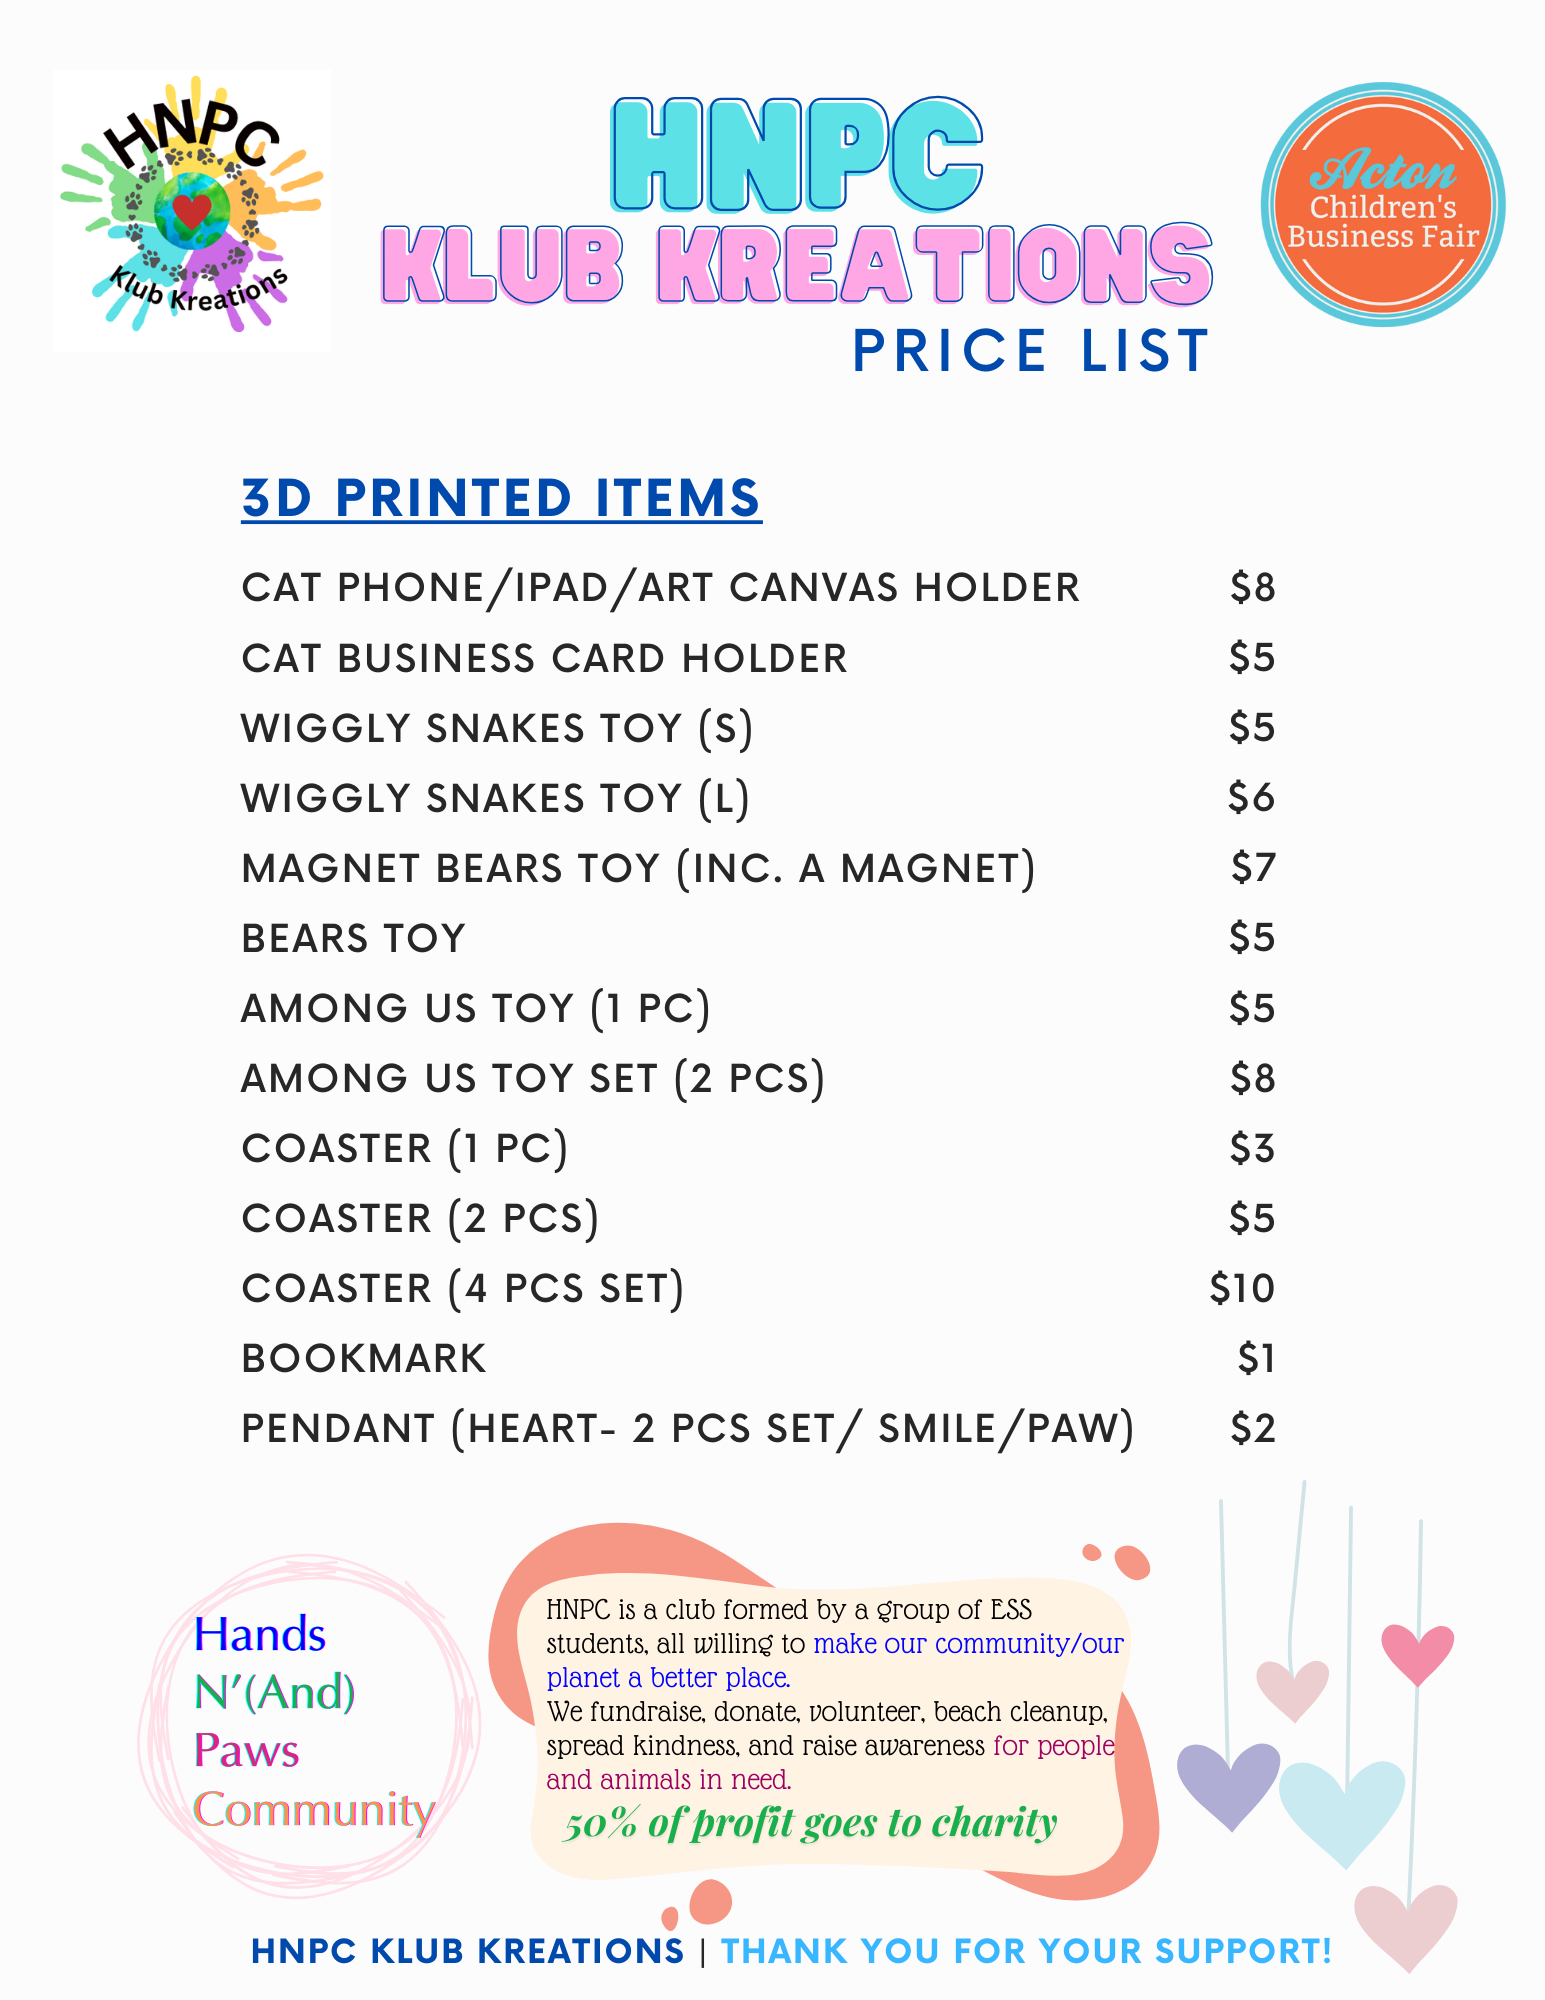 HNPC
Klub Kreations
HNPC
KLUB KREATIONS
PRICE LIST
Acton
Children's
Business Fair
3D PRINTED ITEMS
CAT PHONE/IPAD/ART CANVAS HOLDER $8
CAT BUSINESS CARD HOLDER $5
WIGGLY SNAKES TOY (S) $5
WIGGLY SNAKES TOY (L) $6
MAGNET BEARS TOY (INC. A MAGNET) $7
BEARS TOY $5
AMONG US TOY (1 PC) $5
AMONG US TOY SET (2 PCS) $8
COASTER (1 PC) $3
COASTER (2 PCS) $5
COASTER (4 PCS SET) $10
BOOKMARK $1
PENDANT (HEART- 2 PCS SET/ SMILE/PAW) $2
Hands
N'(And)
Paws
Community
HNPC is a club formed by a group of ESS
students, all willing to make our community/our
planet a better place.
We fundraise, donate, volunteer, beach cleanup,
spread kindness, and raise awareness for people
and animals in need.
50% of profit goes to charity
HNPC KLUB KREATIONS | THANK YOU FOR YOUR SUPPORT!